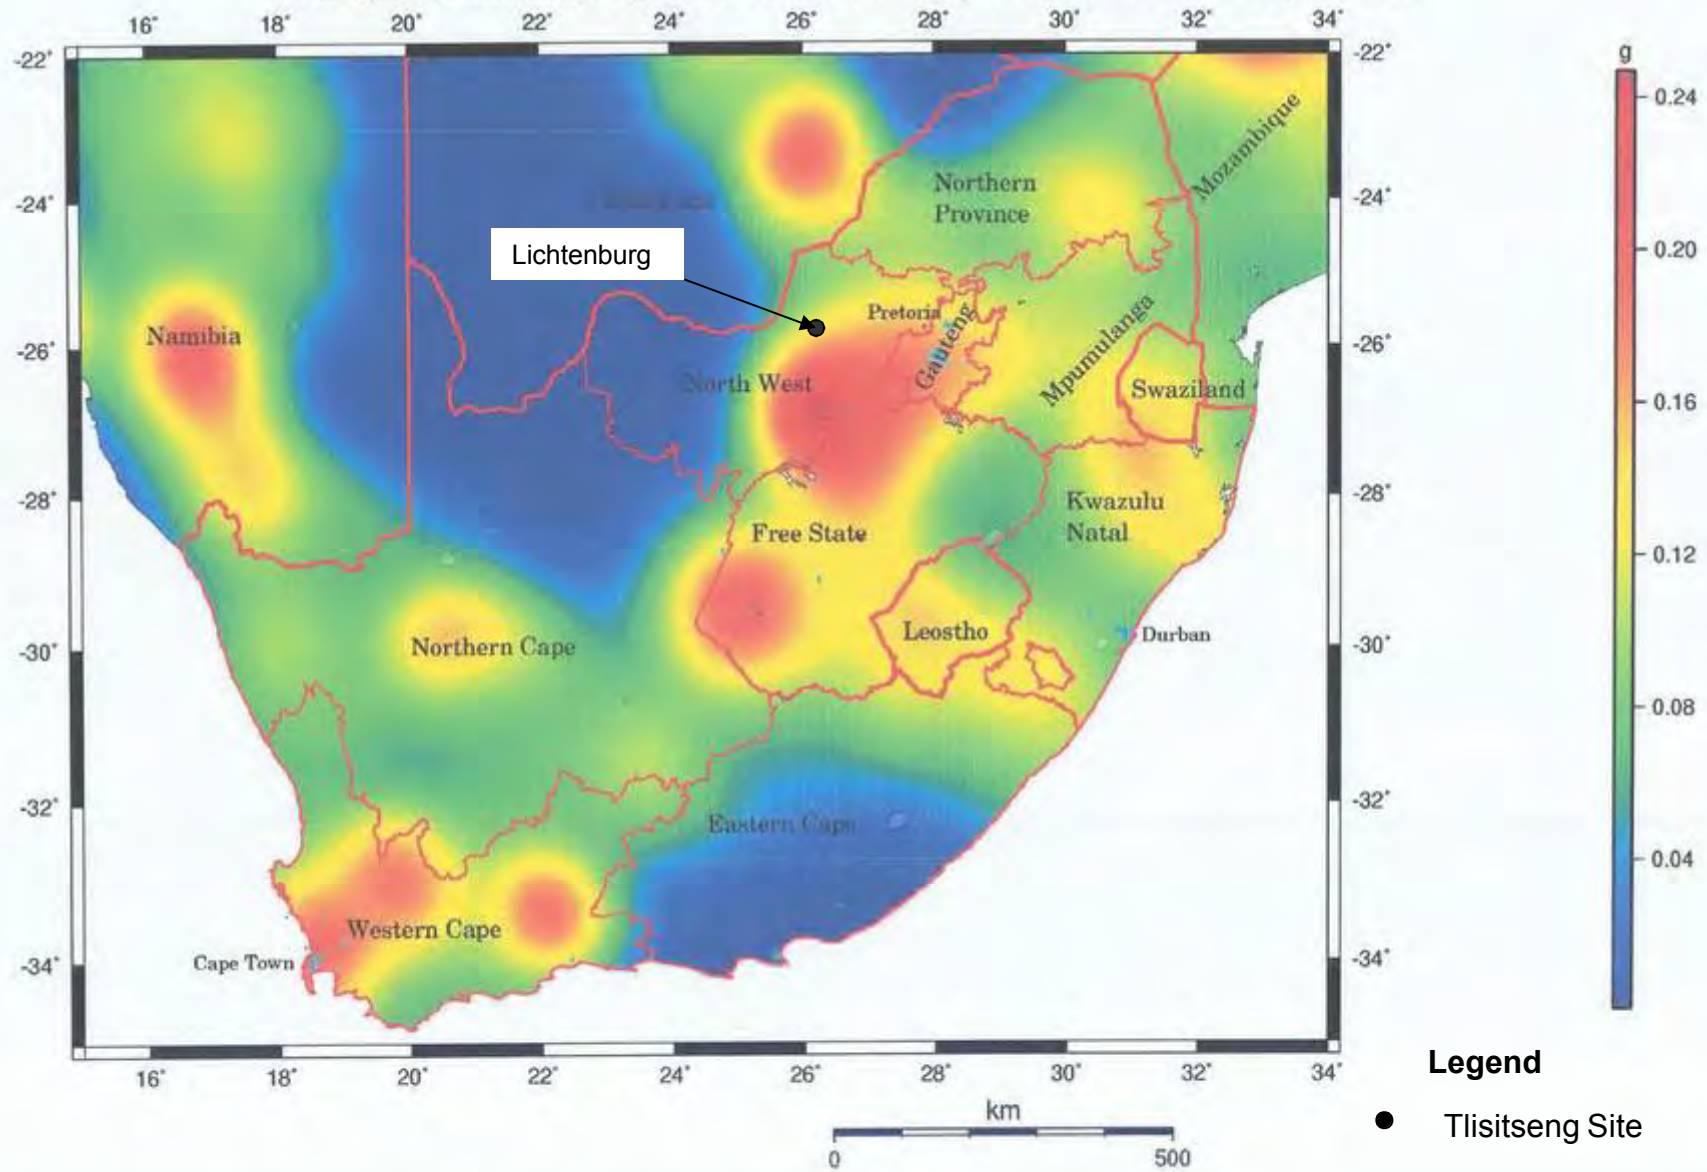 16˚ 18˚ 20˚ 22˚ 24˚ 26˚ 28˚ 30˚ 32˚ 34˚
-22˚ -22˚
g
0.24
Mozambique
Northern
Province
-24˚ -24˚
0.20
Lichtenburg
Pretoria
Namibia
-26˚ -26˚
Gauteng
Mpumulanga
North West
Swaziland
0.16
-28˚ -28˚
Kwazulu
Natal
Free State
0.12
Leostho
Durban
Northern Cape
-30˚ -30˚
0.08
-32˚ -32˚
Eastern Cape
0.04
Western Cape
Cape Town
-34˚ -34˚
16˚ 18˚ 20˚ 22˚ 24˚ 26˚ 28˚ 30˚ 32˚ 34˚
Legend
km
Tlisitseng Site
0 500